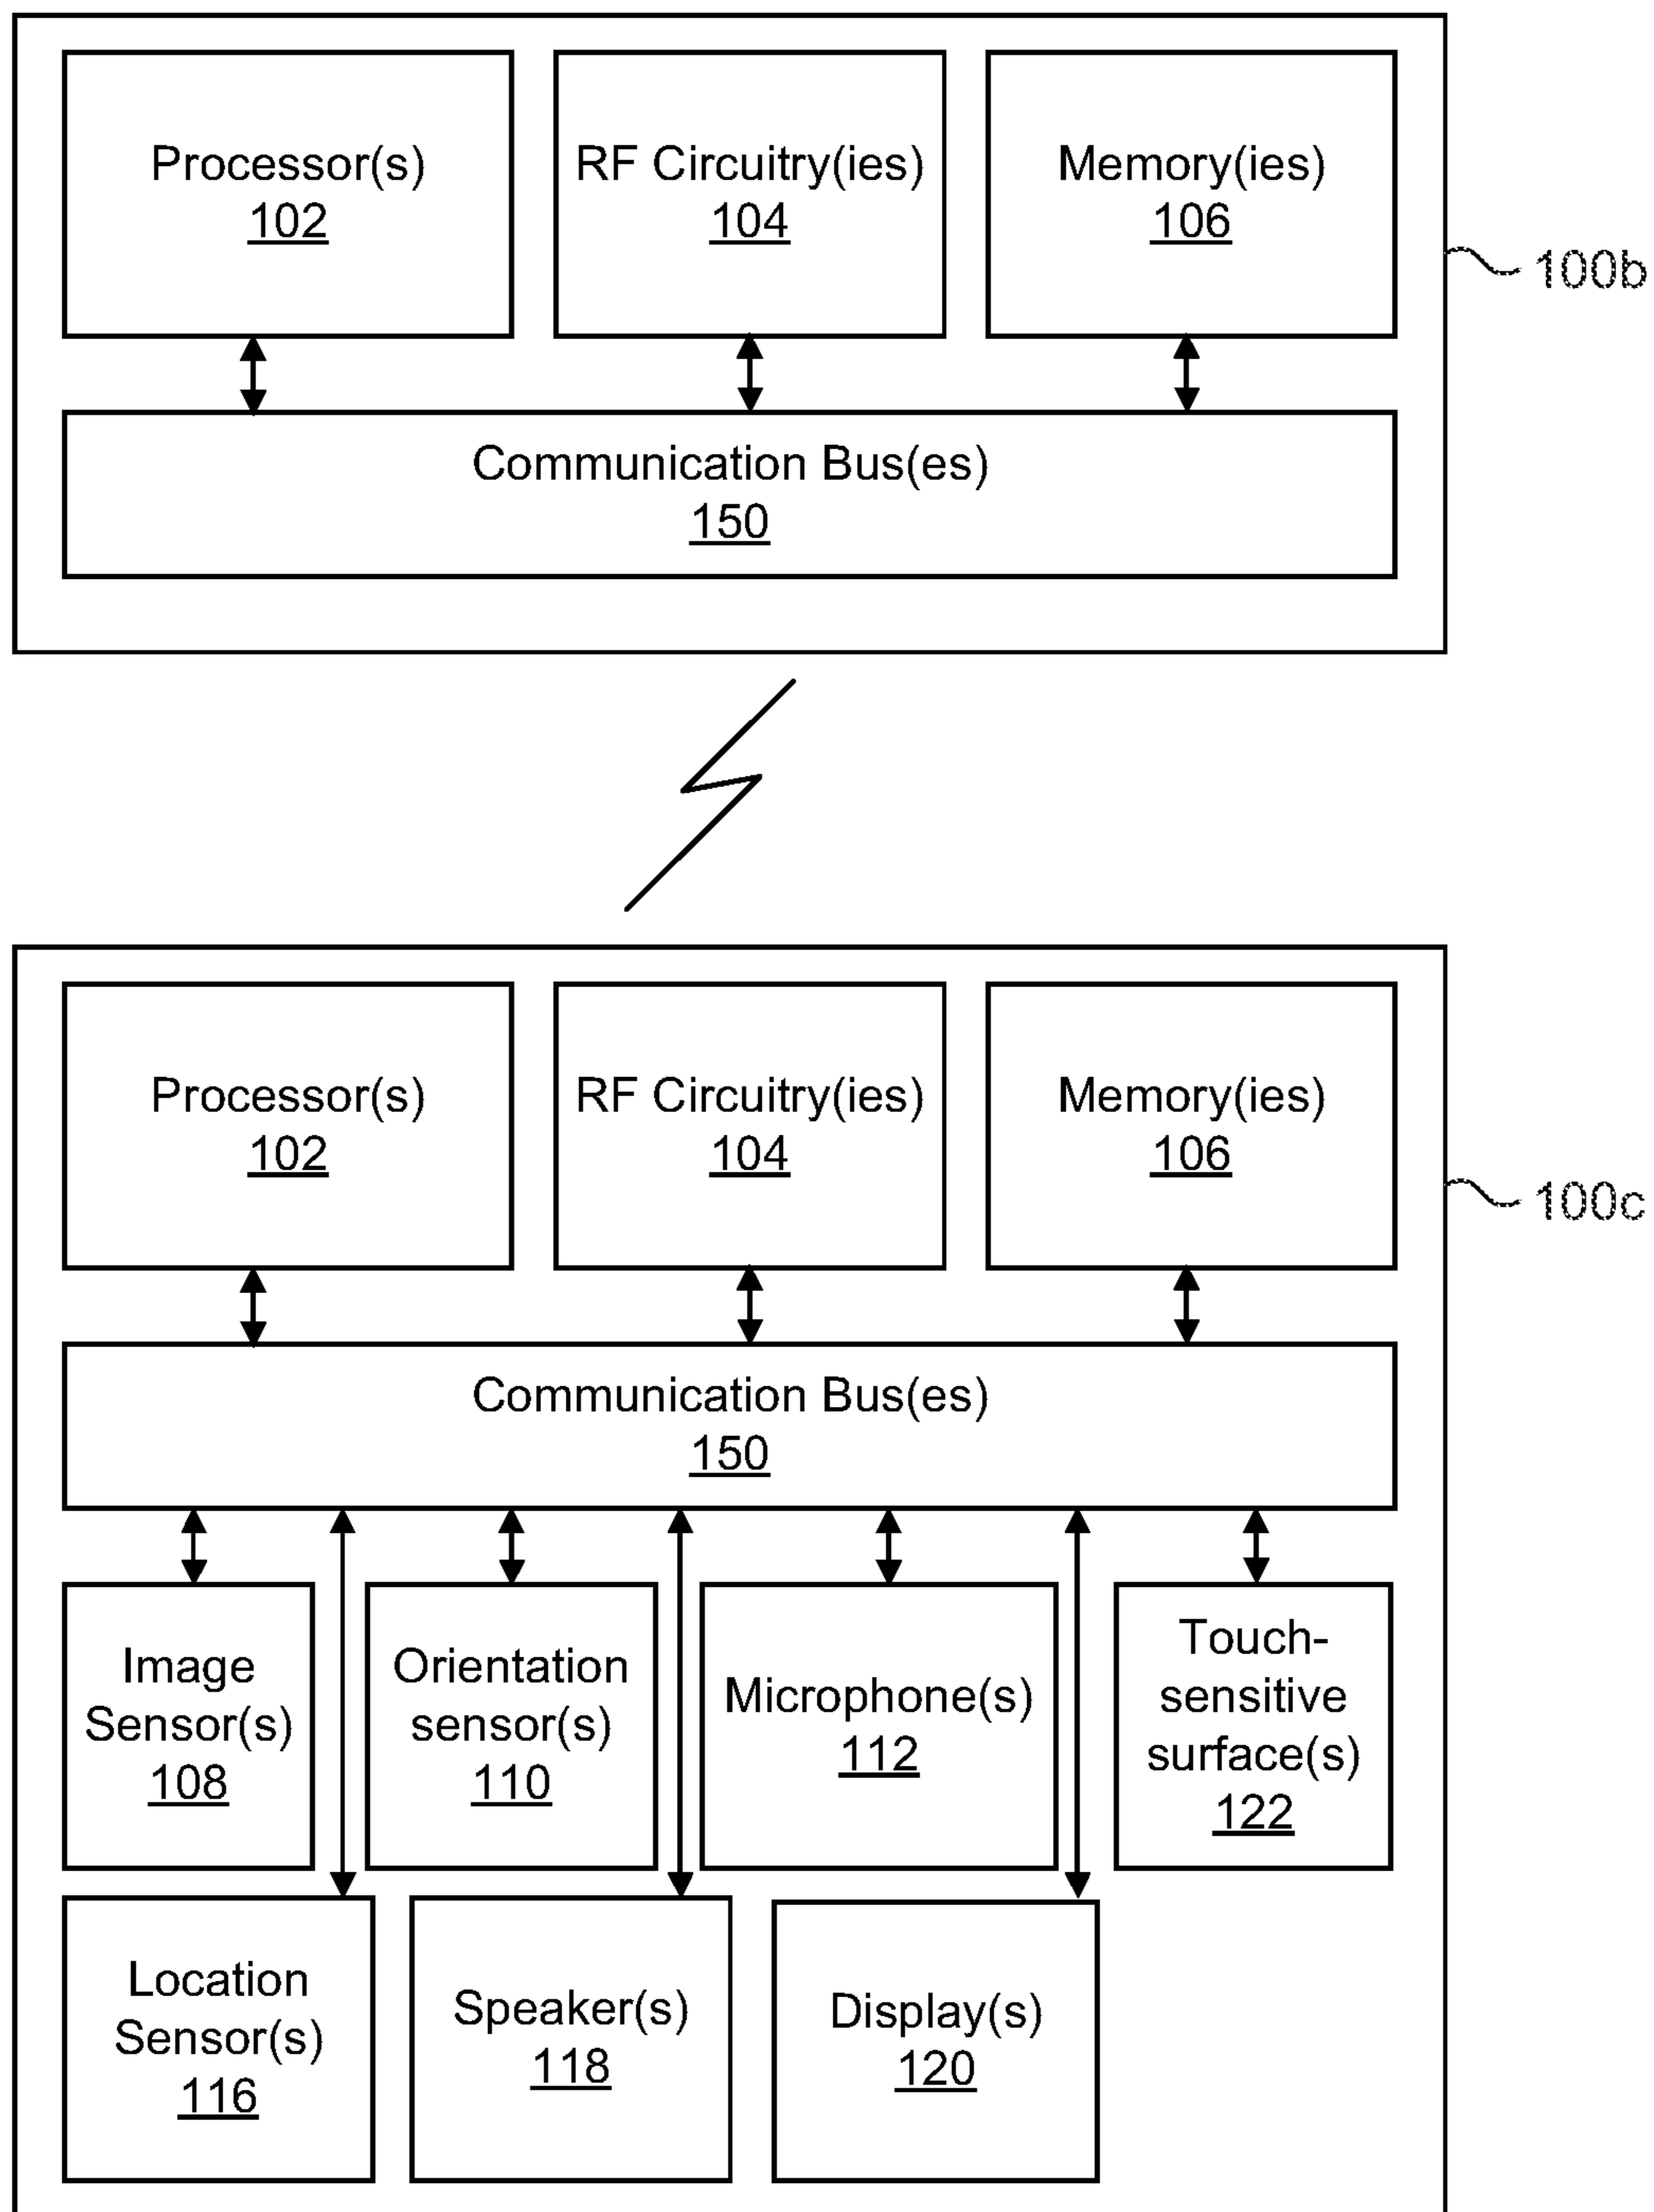 Processor(s)
102
RF Circuitry(ies)
104
Memory(ies)
106
100b
Communication Bus(es)
150
Processor(s)
102
RF Circuitry(ies)
104
Memory(ies)
106
100c
Communication Bus(es)
150
Image
Sensor(s)
108
Orientation
sensor(s)
110
Microphone(s)
112
Touch-
sensitive
surface(s)
122
Location
Sensor(s)
116
Speaker(s)
118
Display(s)
120